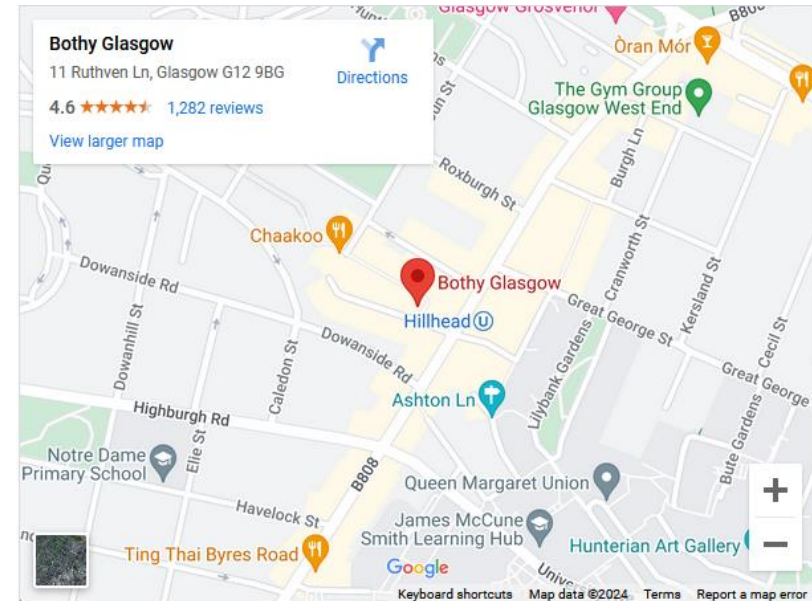 Bothy Glasgow
11 Ruthven Ln, Glasgow G12 9BG
4.6
1,282 reviews
View larger map
Directions
Glasgow Grosvenor
B808
Òran Mór
The Gym Group
Glasgow West End
Burgh Ln
Roxburgh St
Chaakoo
Cranworth St
Kersland St
Bothy Glasgow
Dowanside Rd
Hillhead U
Great George St
Cecil St
Dowanhill St
Caledon St
Dowanside Rd
Lilybank Gardens
Great George
Ashton Ln
Highburgh Rd
Bute Gardens
Elie St
Notre Dame
Primary School
B808
Queen Margaret Union
Havelock St
James McCune
Smith Learning Hub
Ting Thai Byres Road
Hunterian Art Gallery
Google
Keyboard shortcuts
Map data ©2024
Terms
Report a map error